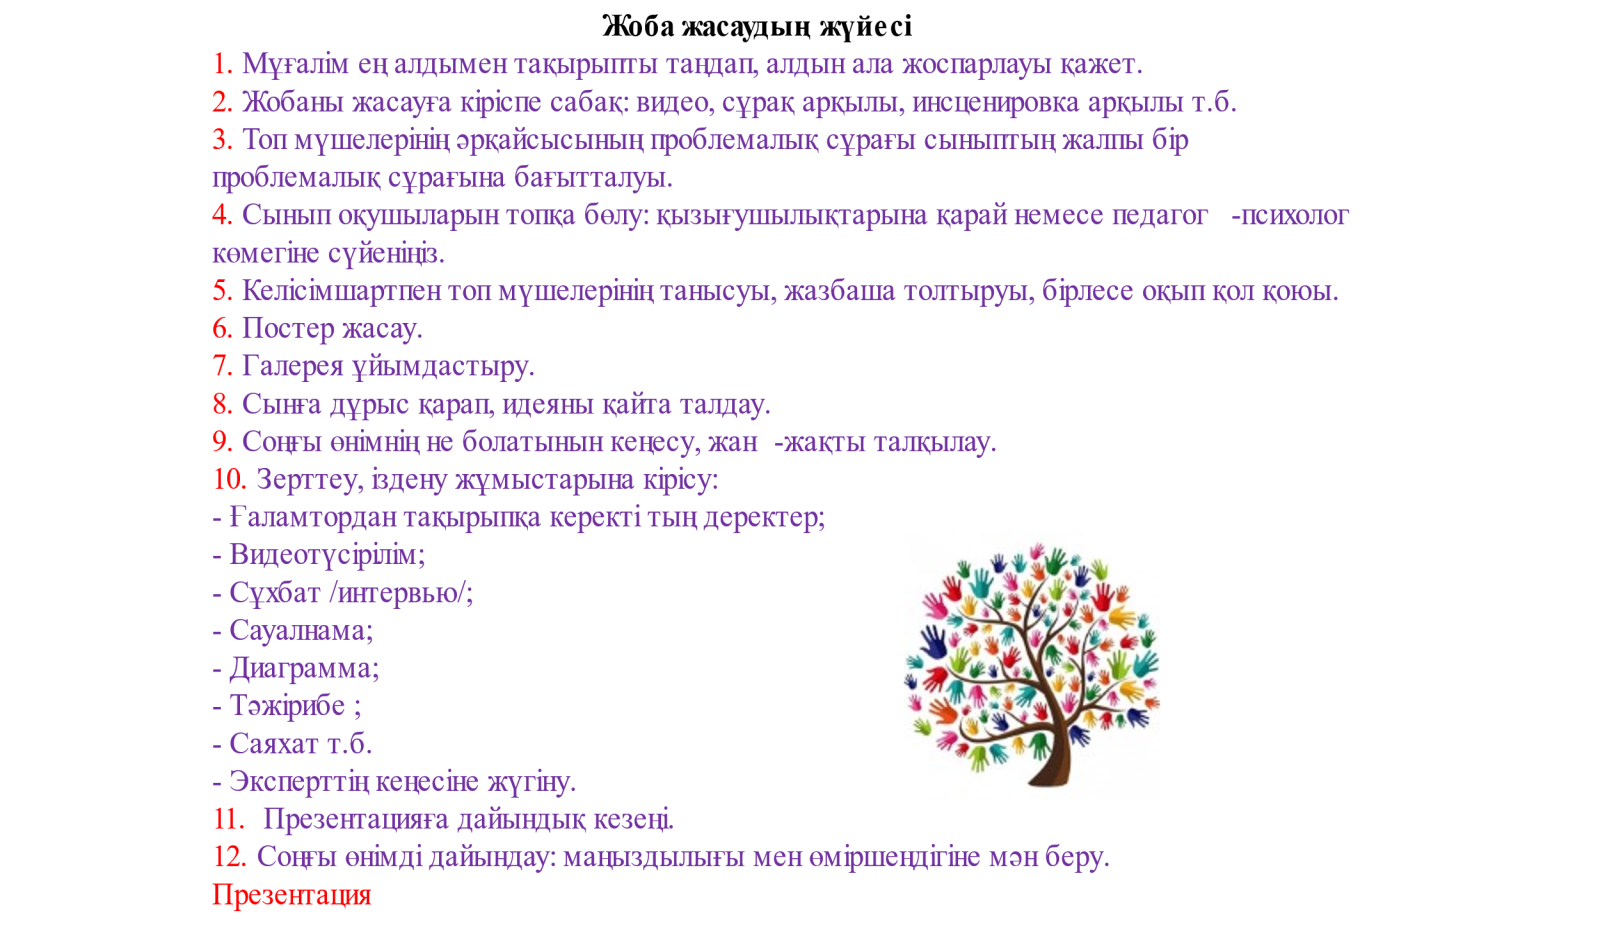 Жоба жасаудың жүйесі
1. Мұғалім ең алдымен тақырыпты таңдап, алдын ала жоспарлауы қажет.
2. Жобаны жасауға кіріспе сабақ: видео, сұрақ арқылы, инсценировка арқылы т.б.
3. Топ мүшелерінің әрқайсысының проблемалық сұрағы сыныптың жалпы бір
проблемалық сұрағына бағытталуы.
4. Сынып оқушыларын топқа бөлу: қызығушылықтарына қарай немесе педагог -психолог
көмегіне сүйеніңіз.
5. Келісімшартпен топ мүшелерінің танысуы, жазбаша толтыруы, бірлесе оқып қол қоюы.
6. Постер жасау.
7. Галерея ұйымдастыру.
8. Сынға дұрыс қарап, идеяны қайта талдау.
9. Соңғы өнімнің не болатынын кеңесу, жан -жақты талқылау.
10. Зерттеу, іздену жұмыстарына кірісу:
- Ғаламтордан тақырыпқа керекті тың деректер;
- Видеотүсірілім;
- Сұхбат /интервью/;
- Сауалнама;
- Диаграмма;
- Тәжірибе ;
- Саяхат т.б.
- Эксперттің кеңесіне жүгіну.
11. Презентацияға дайындық кезеңі.
12. Соңғы өнімді дайындау: маңыздылығы мен өміршеңдігіне мән беру.
Презентация